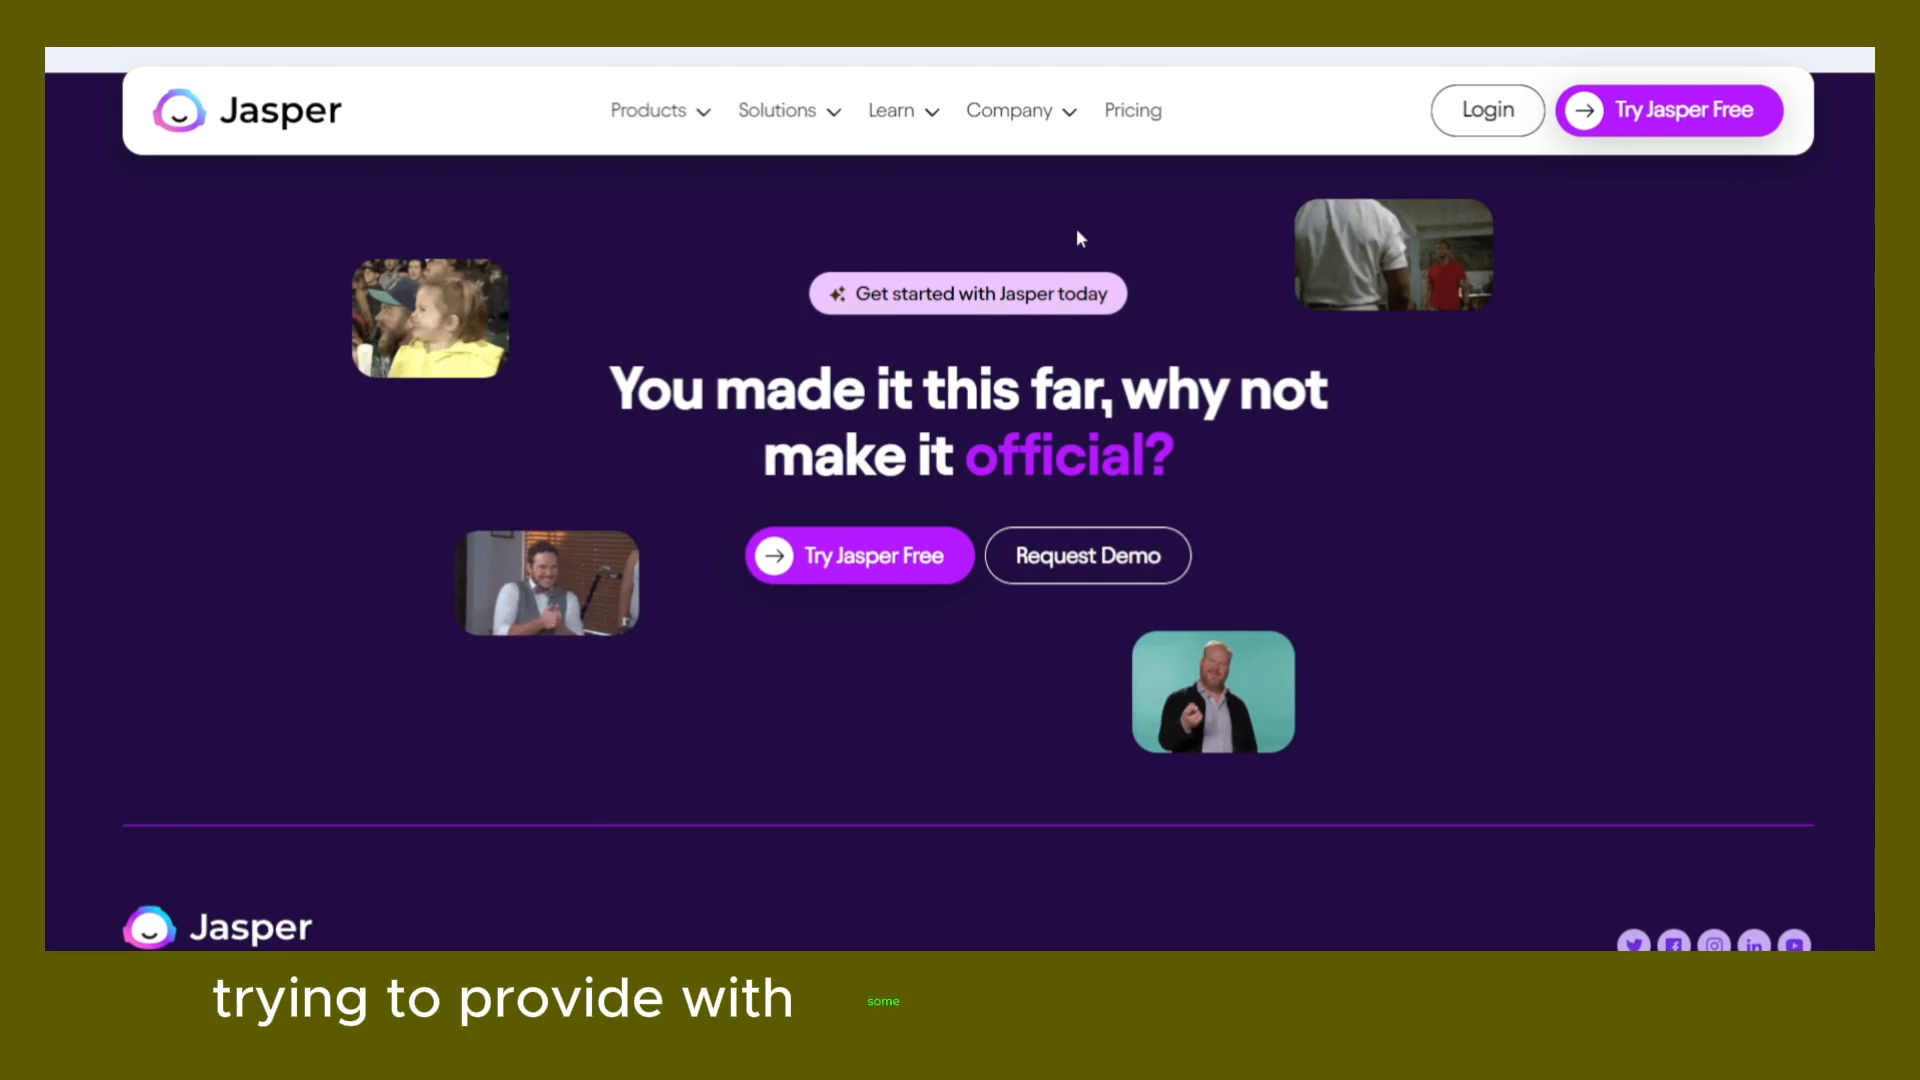 Jasper
Products Solutions Learn Company Pricing
Login
Try Jasper Free
Get started with Jasper today
You made it this far, why not
make it official?
Try Jasper Free
Request Demo
Jasper
in
trying to provide with some